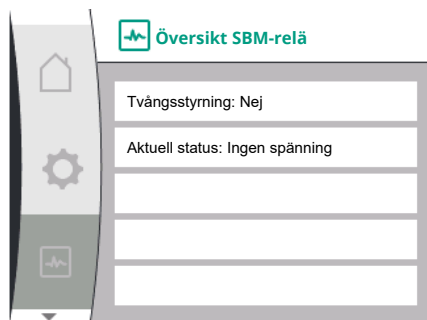 Översikt SBM-relä
Tvångsstyrning: Nej
Aktuell status: Ingen spänning